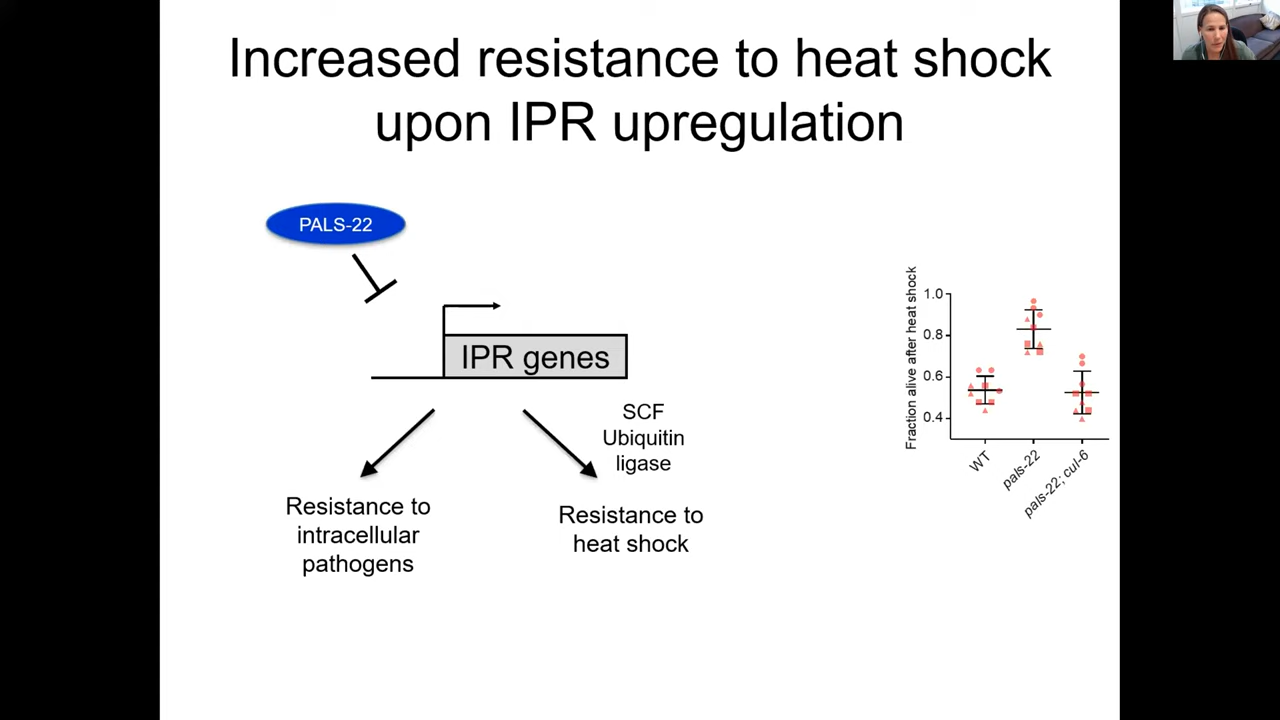 Increased resistance to heat shock
upon IPR upregulation
PALS-22
IPR genes
SCF
Ubiquitin
ligase
Resistance to
intracellular
pathogens
Resistance to
heat shock
Fraction alive after heat shock
1.0
0.8
0.6
0.4
WT
pals-22
pals-22; cul-6